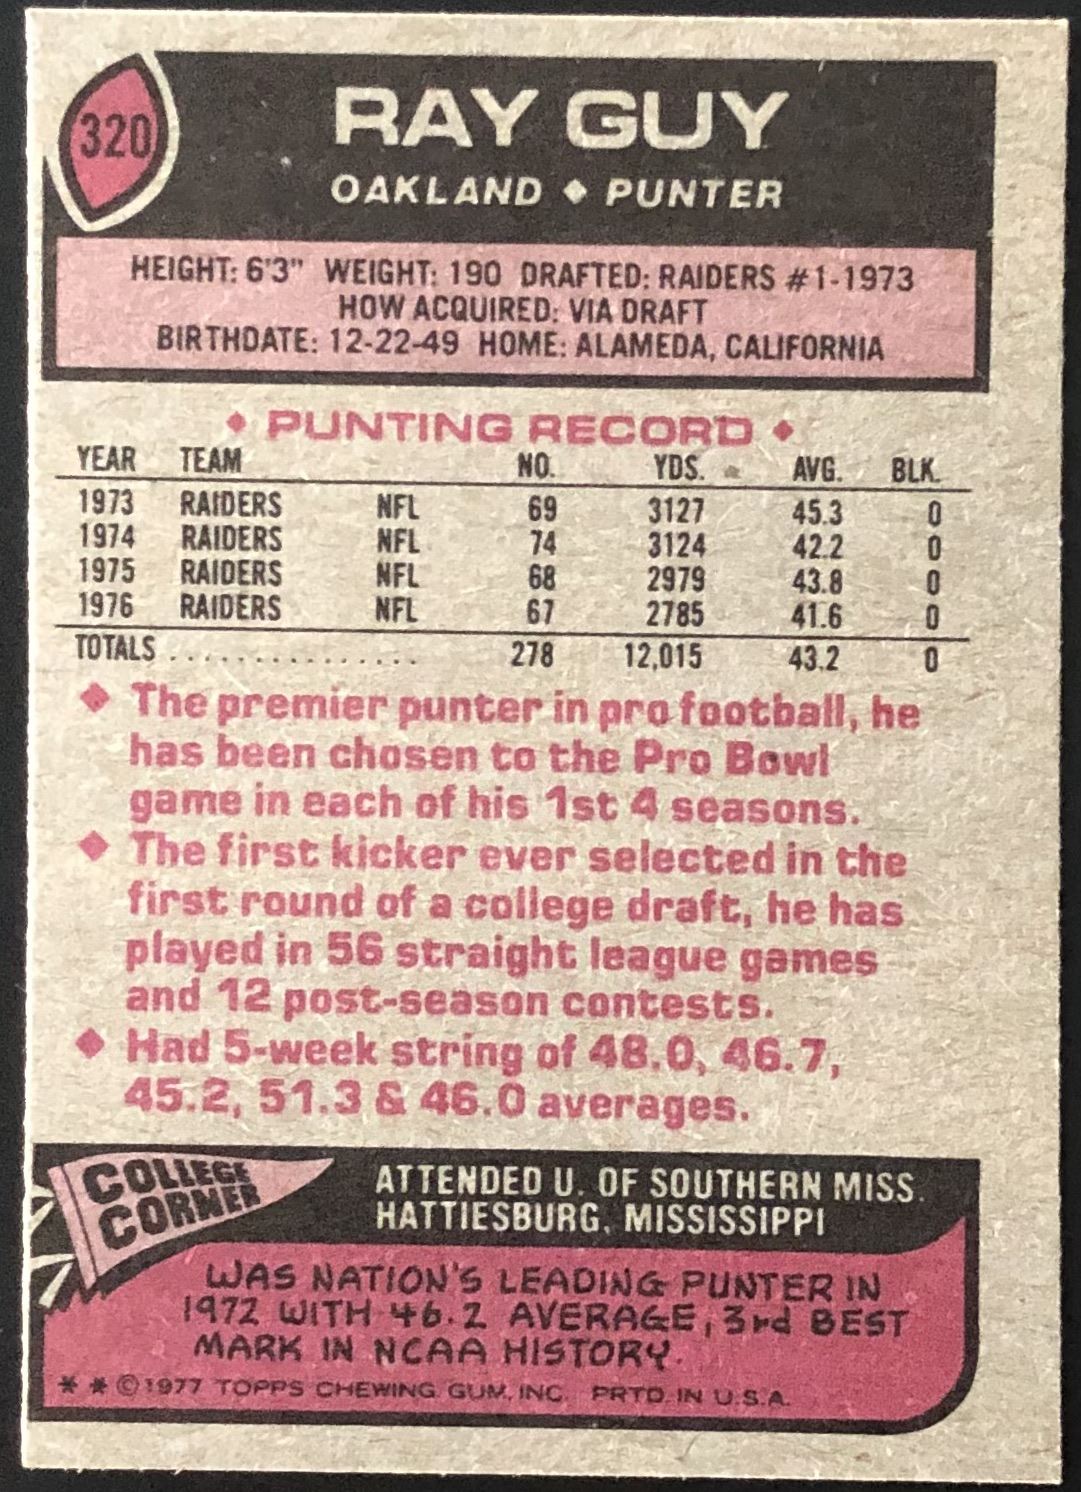 320
RAY GUY
OAKLAND ♦ PUNTER
HEIGHT: 6'3" WEIGHT: 190 DRAFTED: RAIDERS #1-1973
HOW ACQUIRED: VIA DRAFT
BIRTHDATE: 12-22-49 HOME: ALAMEDA, CALIFORNIA
♦ PUNTING RECORD ♦
YEAR TEAM NO. YDS. AVG. BLK.
1973 RAIDERS NFL 69 3127 45.3 0
1974 RAIDERS NFL 74 3124 42.2 0
1975 RAIDERS NFL 68 2979 43.8 0
1976 RAIDERS NFL 67 2785 41.6 0
TOTALS ................ 278 12,015 43.2 0
♦ The premier punter in pro football, he
has been chosen to the Pro Bowl
game in each of his 1st 4 seasons.
♦ The first kicker ever selected in the
first round of a college draft, he has
played in 56 straight league games
and 12 post-season contests.
♦ Had 5-week string of 48.0, 46.7,
45.2, 51.3 & 46.0 averages.
COLLEGE
CORNER
ATTENDED U. OF SOUTHERN MISS.
HATTIESBURG, MISSISSIPPI
WAS NATION'S LEADING PUNTER IN
1972 WITH 46.2 AVERAGE, 3rd BEST
MARK IN NCAA HISTORY.
* * © 1977 TOPPS CHEWING GUM, INC. PRTD. IN U.S.A.